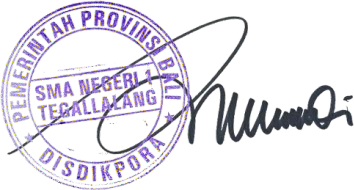 PEMERINTAH PROVINSI BALI
SMA NEGERI 1
TEGALLALANG
DISDIKPORA